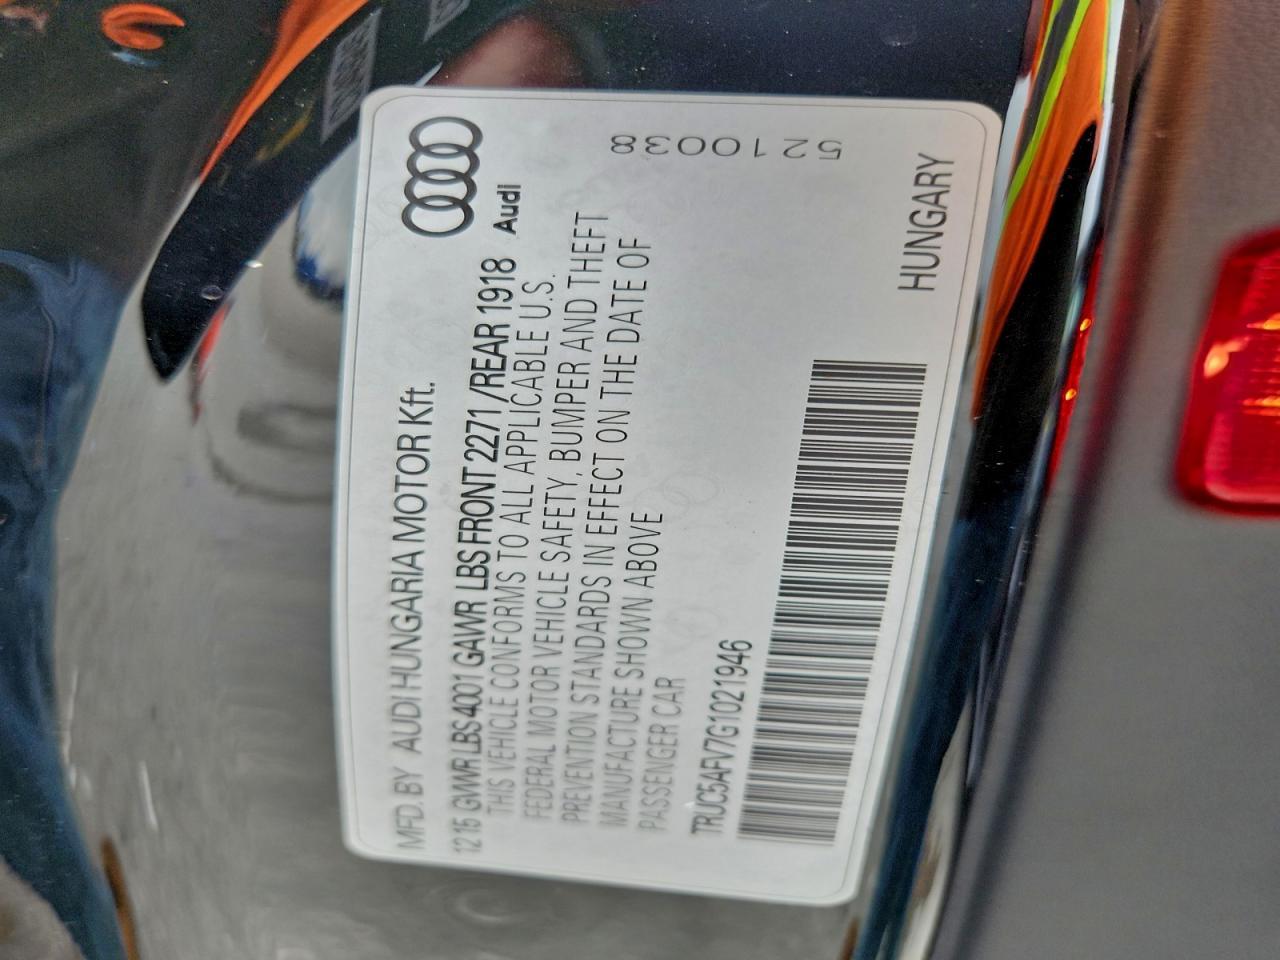 Audi
MFD. BY AUDI HUNGARIA MOTOR Kft.
12 15 GWWR LBS 4001 GAWR LBS FRONT 2271 /REAR 1918
THIS VEHICLE CONFORMS TO ALL APPLICABLE U.S.
FEDERAL MOTOR VEHICLE SAFETY, BUMPER AND THEFT
PREVENTION STANDARDS IN EFFECT ON THE DATE OF
MANUFACTURE SHOWN ABOVE
PASSENGER CAR
TRUC5AFV7G1021946
HUNGARY
5210038